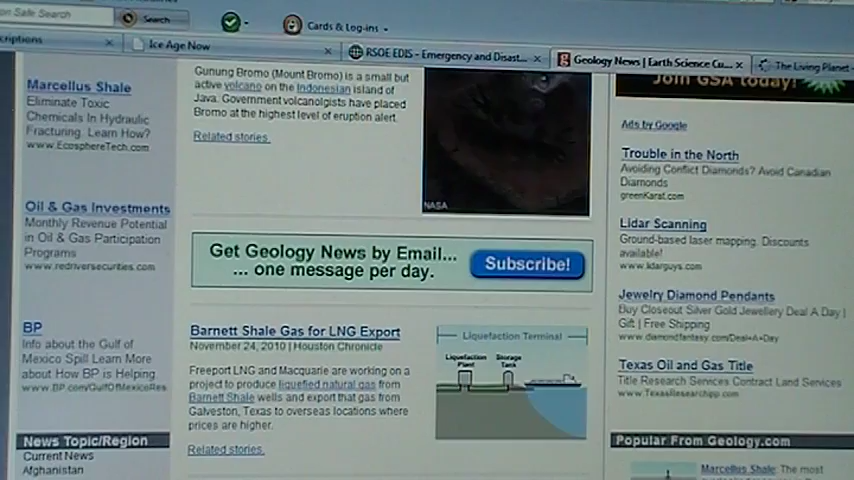 on Safe Search
Search
Cards & Log-ins
criptions
Ice Age Now
RSOE EDIS - Emergency and Disast...
Geology News | Earth Science Cu...
The Living Planet -
Marcellus Shale
Eliminate Toxic
Chemicals In Hydraulic
Fracturing. Learn How?
www.EcosphereTech.com
Oil & Gas Investments
Monthly Revenue Potential
in Oil & Gas Participation
Programs
www.redriversecurities.com
BP
Info about the Gulf of
Mexico Spill Learn More
about How BP is Helping
www.BP.com/GulfOfMexicoRes
News Topic/Region
Current News
Afghanistan
Gunung Bromo (Mount Bromo) is a small but
active volcano on the Indonesian island of
Java. Government volcanolgists have placed
Bromo at the highest level of eruption alert.
Related stories.
NASA
Get Geology News by Email...
... one message per day.
Subscribe!
Barnett Shale Gas for LNG Export
November 24, 2010 | Houston Chronicle
Freeport LNG and Macquarie are working on a
project to produce liquefied natural gas from
Barnett Shale wells and export that gas from
Galveston, Texas to overseas locations where
prices are higher.
Related stories.
Liquefaction Terminal
Liquefaction
Plant
Storage
Tank
Join GSA today!
Ads by Google
Trouble in the North
Avoiding Conflict Diamonds? Avoid Canadian
Diamonds
greenKarat.com
Lidar Scanning
Ground-based laser mapping. Discounts
available!
www.ldarguys.com
Jewelry Diamond Pendants
Buy Closeout Silver Gold Jewellery Deal A Day |
Gift | Free Shipping
www.diamondfantasy.com/Deal+A+Day
Texas Oil and Gas Title
Title Research Services Contract Land Services
www.TexasResearchpp.com
Popular From Geology.com
Marcellus Shale: The most